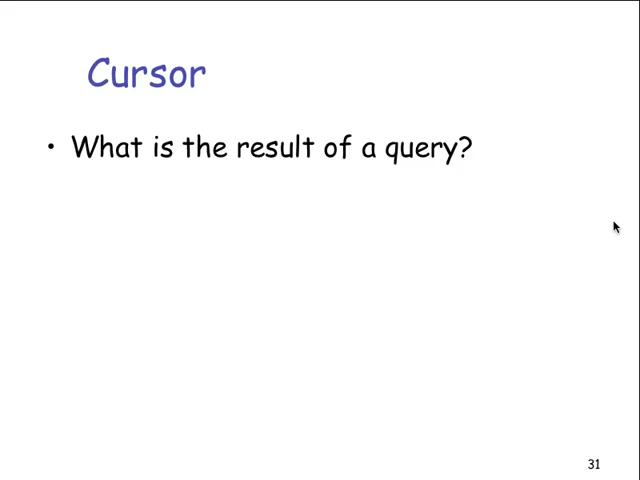 Cursor
• What is the result of a query?
31